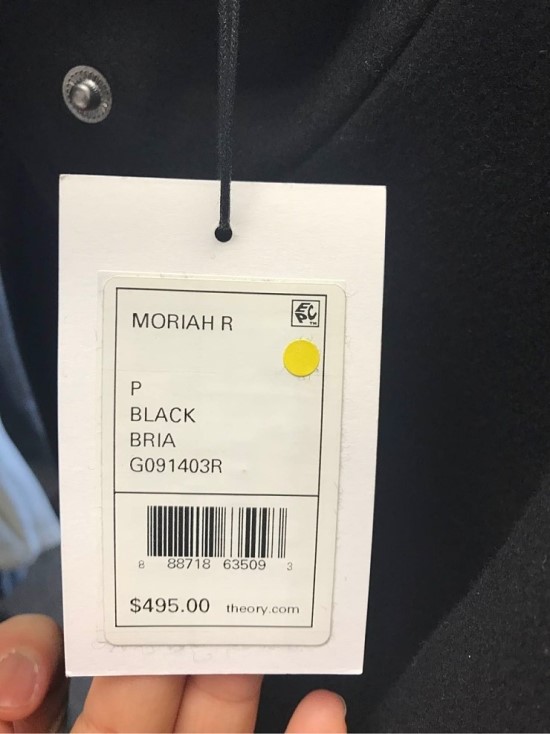 MORIAH R
P
BLACK
BRIA
G091403R
8 88718 63509 3
$495.00 theory.com